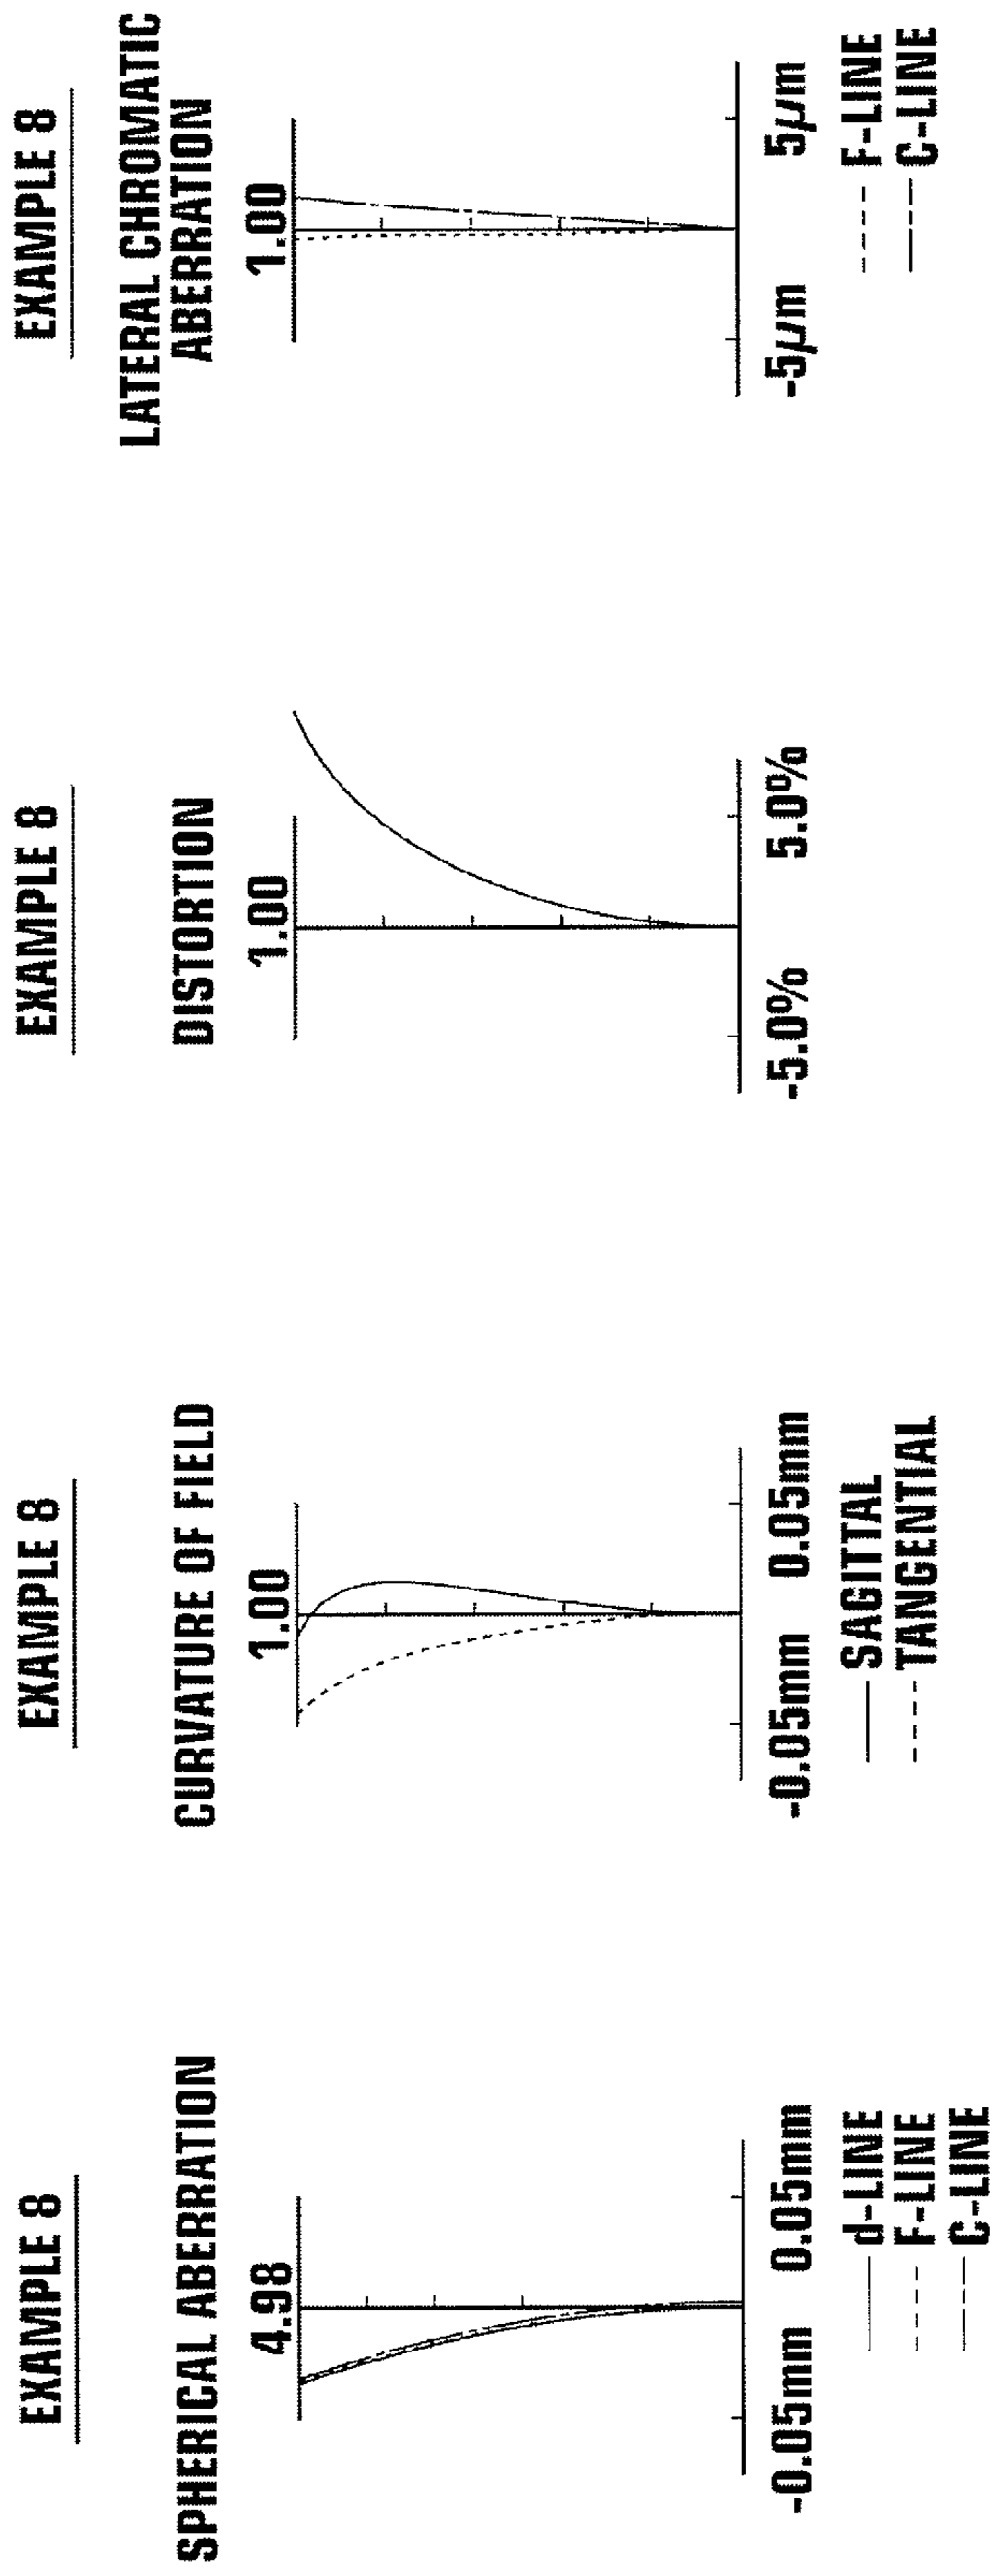 EXAMPLE 8
SPHERICAL ABERRATION
4.98
-0.05mm 0.05mm
d-LINE
F-LINE
C-LINE
EXAMPLE 8
CURVATURE OF FIELD
1.00
-0.05mm 0.05mm
SAGITTAL
TANGENTIAL
EXAMPLE 8
DISTORTION
1.00
-5.0% 5.0%
EXAMPLE 8
LATERAL CHROMATIC
ABERRATION
1.00
-5μm 5μm
F-LINE
C-LINE